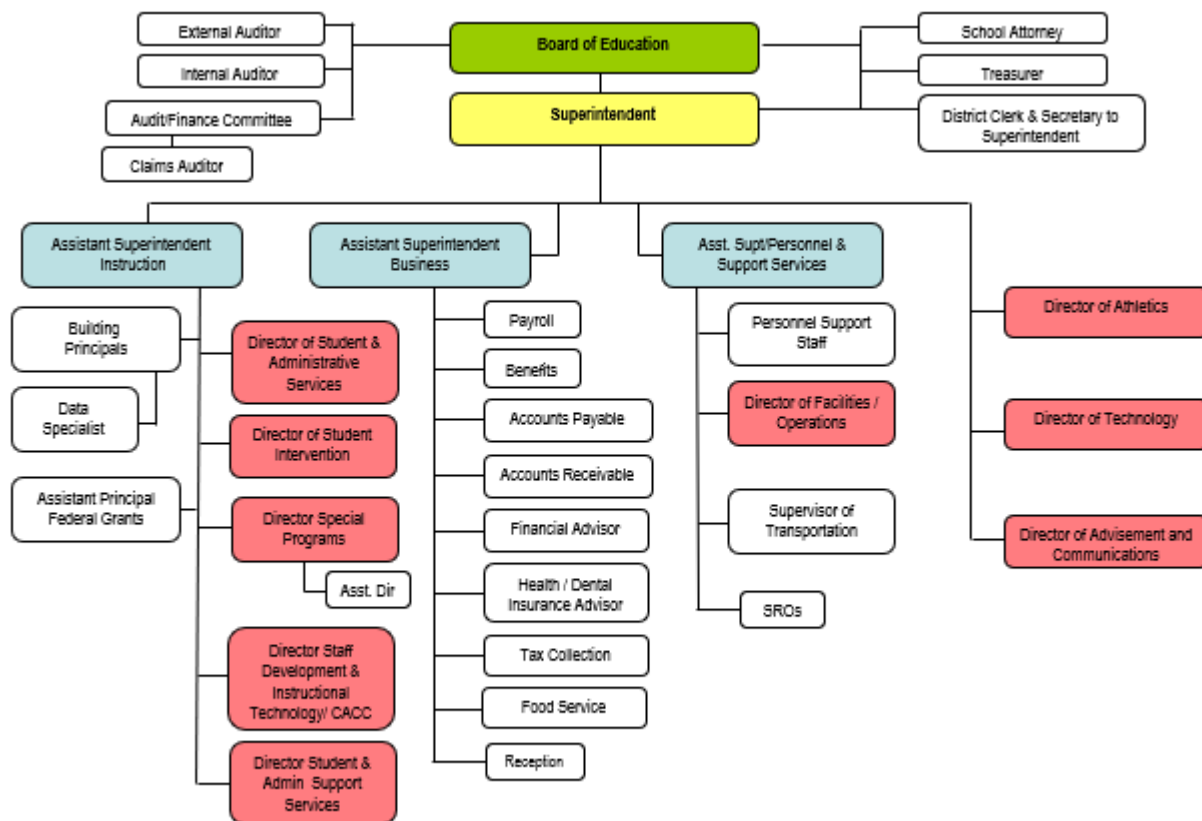 External Auditor
Internal Auditor
Audit/Finance Committee
Claims Auditor
Board of Education
Superintendent
School Attorney
Treasurer
District Clerk & Secretary to
Superintendent
Assistant Superintendent
Instruction
Assistant Superintendent
Business
Asst. Supt/Personnel &
Support Services
Building
Principals
Data
Specialist
Assistant Principal
Federal Grants
Director of Student &
Administrative
Services
Director of Student
Intervention
Director Special
Programs
Asst. Dir
Director Staff
Development &
Instructional
Technology/ CACC
Director Student &
Admin Support
Services
Payroll
Benefits
Accounts Payable
Accounts Receivable
Financial Advisor
Health / Dental
Insurance Advisor
Tax Collection
Food Service
Reception
Personnel Support
Staff
Director of Facilities /
Operations
Supervisor of
Transportation
SROs
Director of Athletics
Director of Technology
Director of Advisement and
Communications